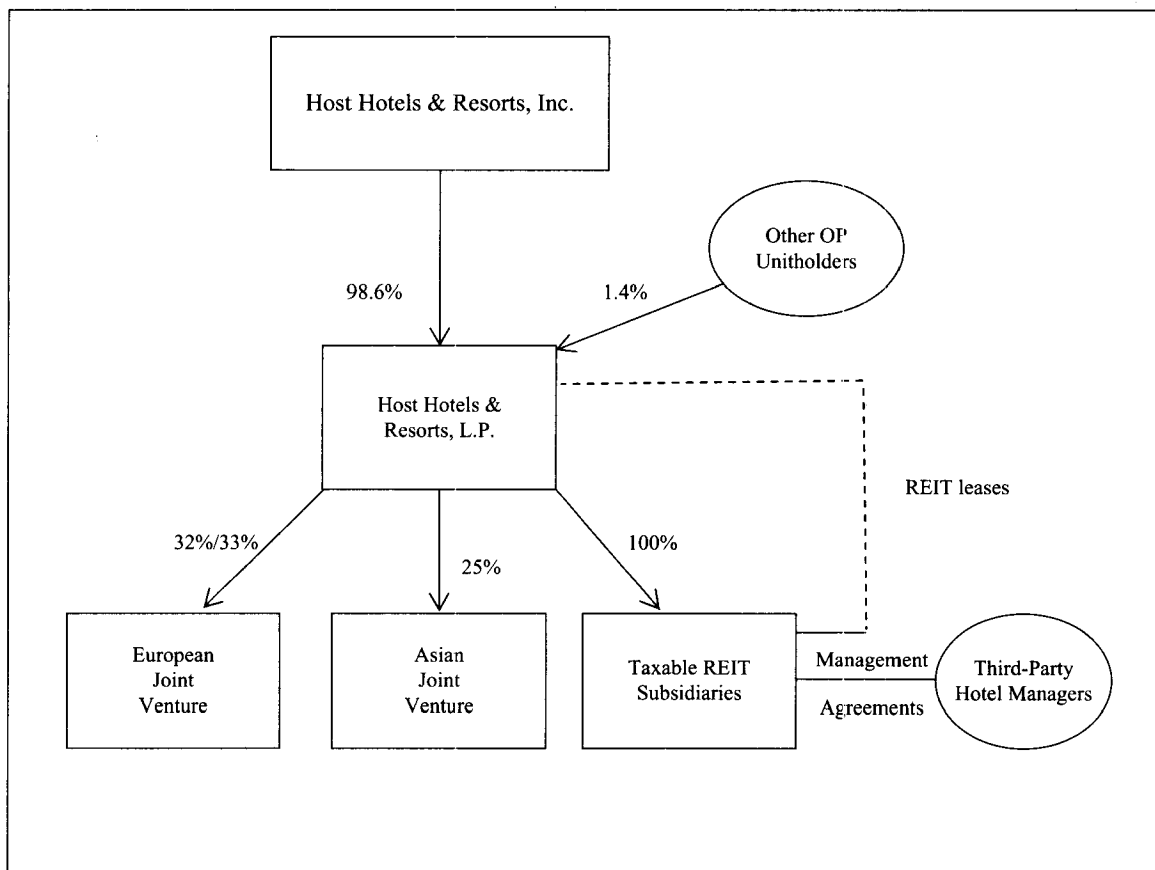 Host Hotels & Resorts, Inc.
Other OP
Unitholders
98.6%
1.4%
Host Hotels &
Resorts, L.P.
REIT leases
32%/33%
25%
100%
European
Joint
Venture
Asian
Joint
Venture
Taxable REIT
Subsidiaries
Management
Agreements
Third-Party
Hotel Managers